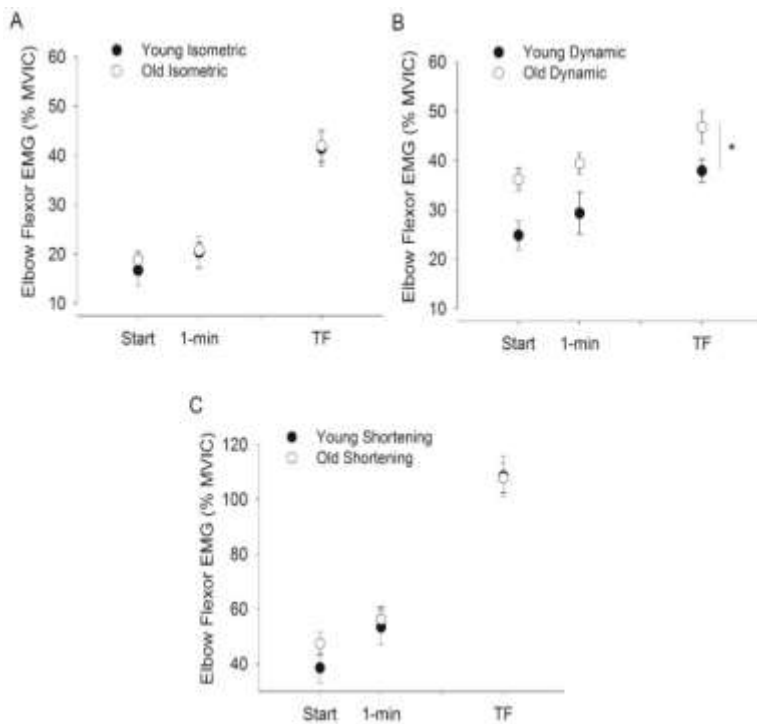 A
Young Isometric
Old Isometric
Elbow Flexor EMG (% MVIC)
60
50
40
30
20
10
Start 1-min TF
B
Young Dynamic
Old Dynamic
Elbow Flexor EMG (% MVIC)
60
50
40
30
20
10
*
Start 1-min TF
C
Young Shortening
Old Shortening
Elbow Flexor EMG (% MVIC)
120
100
80
60
40
Start 1-min TF